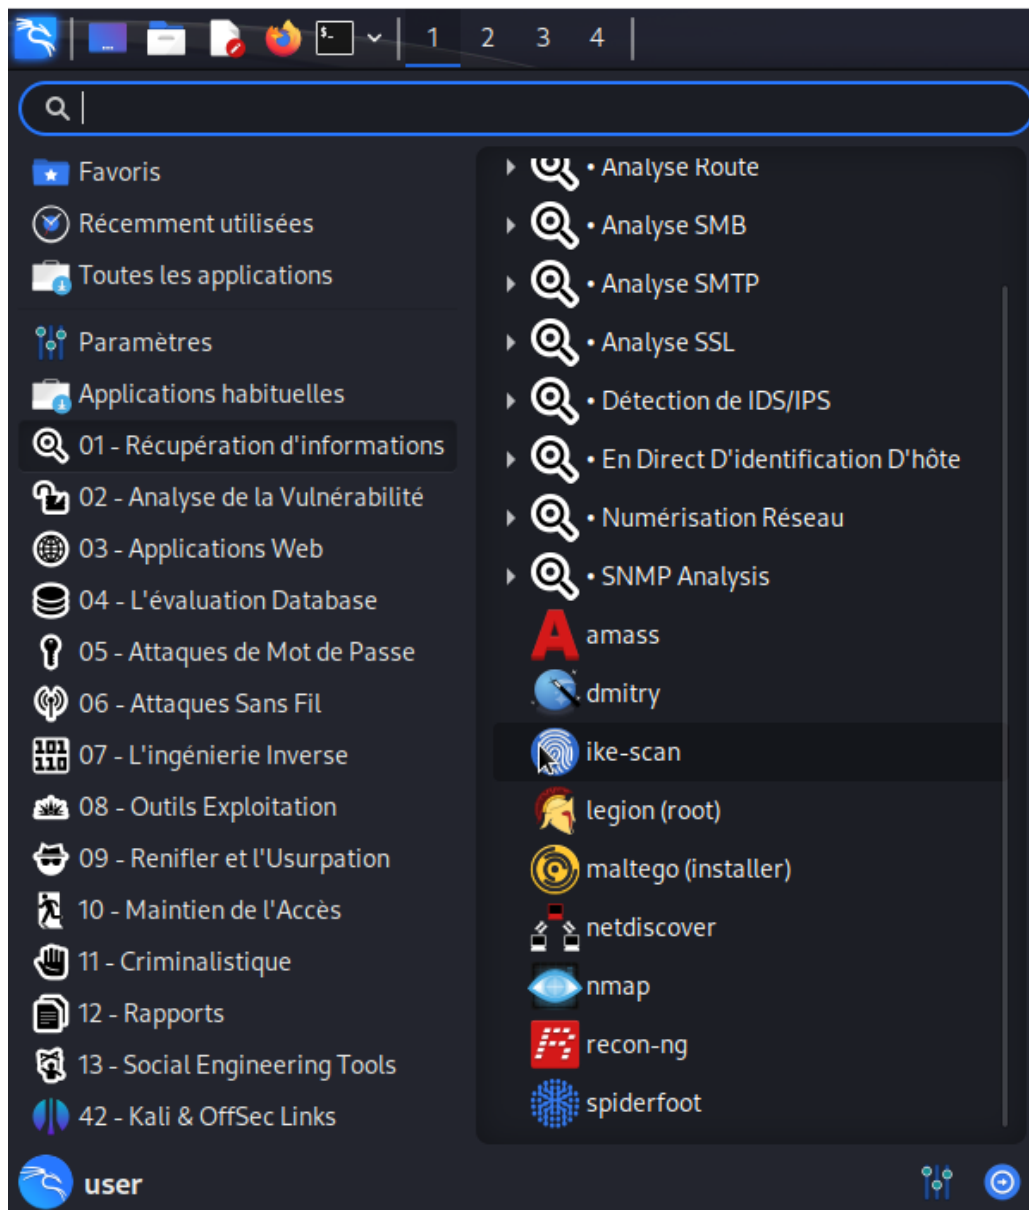 $-
1 2 3 4
Favoris
Récemment utilisées
Toutes les applications
Paramètres
Applications habituelles
01 - Récupération d'informations
02 - Analyse de la Vulnérabilité
03 - Applications Web
04 - L'évaluation Database
05 - Attaques de Mot de Passe
06 - Attaques Sans Fil
07 - L'ingénierie Inverse
08 - Outils Exploitation
09 - Renifler et l'Usurpation
10 - Maintien de l'Accès
11 - Criminalistique
12 - Rapports
13 - Social Engineering Tools
42 - Kali & OffSec Links
• Analyse Route
• Analyse SMB
• Analyse SMTP
• Analyse SSL
• Détection de IDS/IPS
• En Direct D'identification D'hôte
• Numérisation Réseau
• SNMP Analysis
amass
dmitry
ike-scan
legion (root)
maltego (installer)
netdiscover
nmap
recon-ng
spiderfoot
user